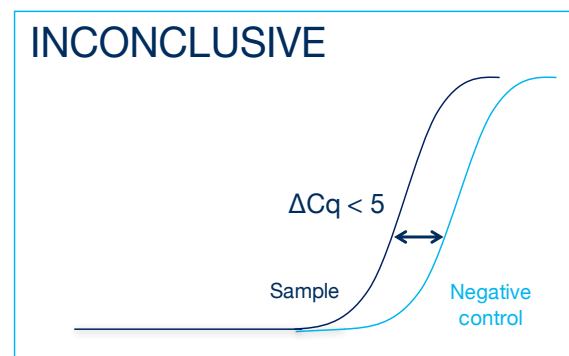 INCONCLUSIVE
ΔCq < 5
Sample
Negative
control